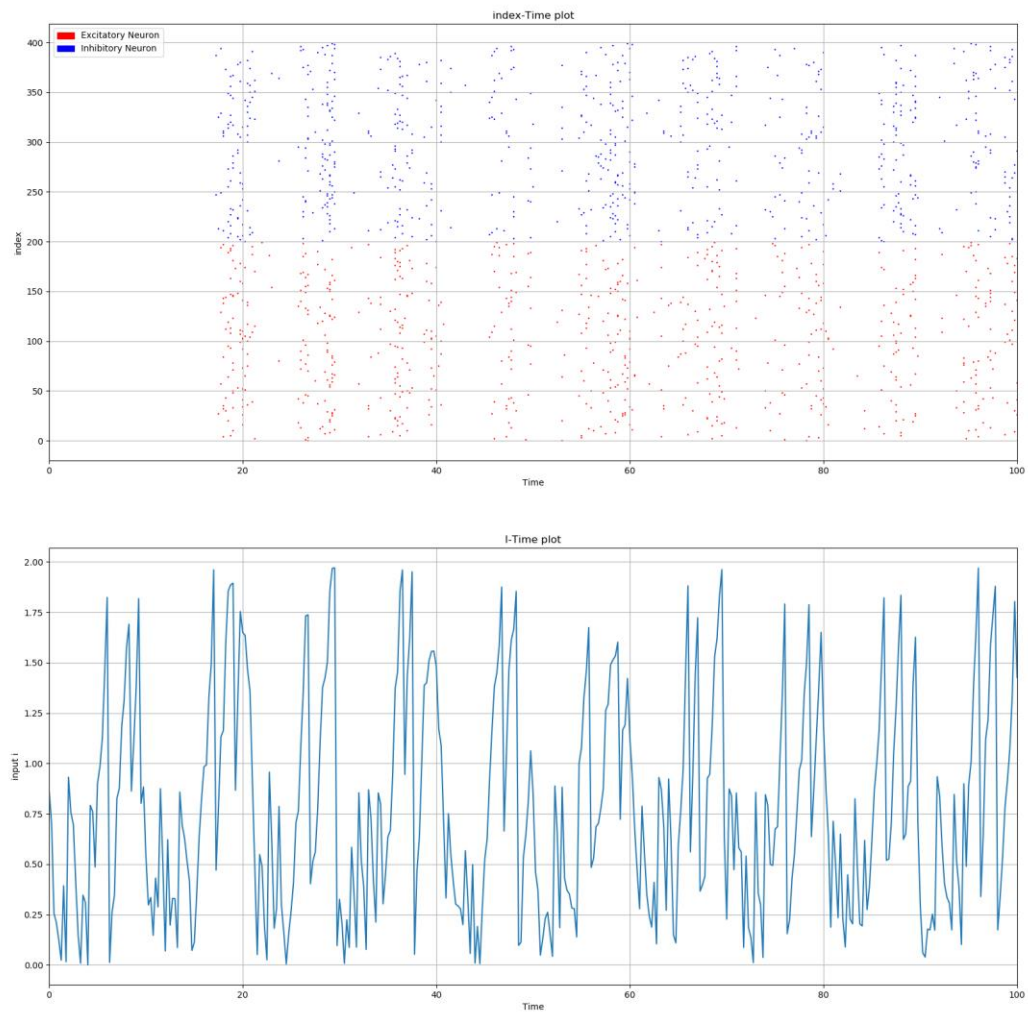 index-Time plot
Excitatory Neuron
Inhibitory Neuron
400
350
300
250
200
150
100
50
0
index
0 20 40 60 80 100
Time
I-Time plot
2.00
1.75
1.50
1.25
1.00
0.75
0.50
0.25
0.00
input i
0 20 40 60 80 100
Time